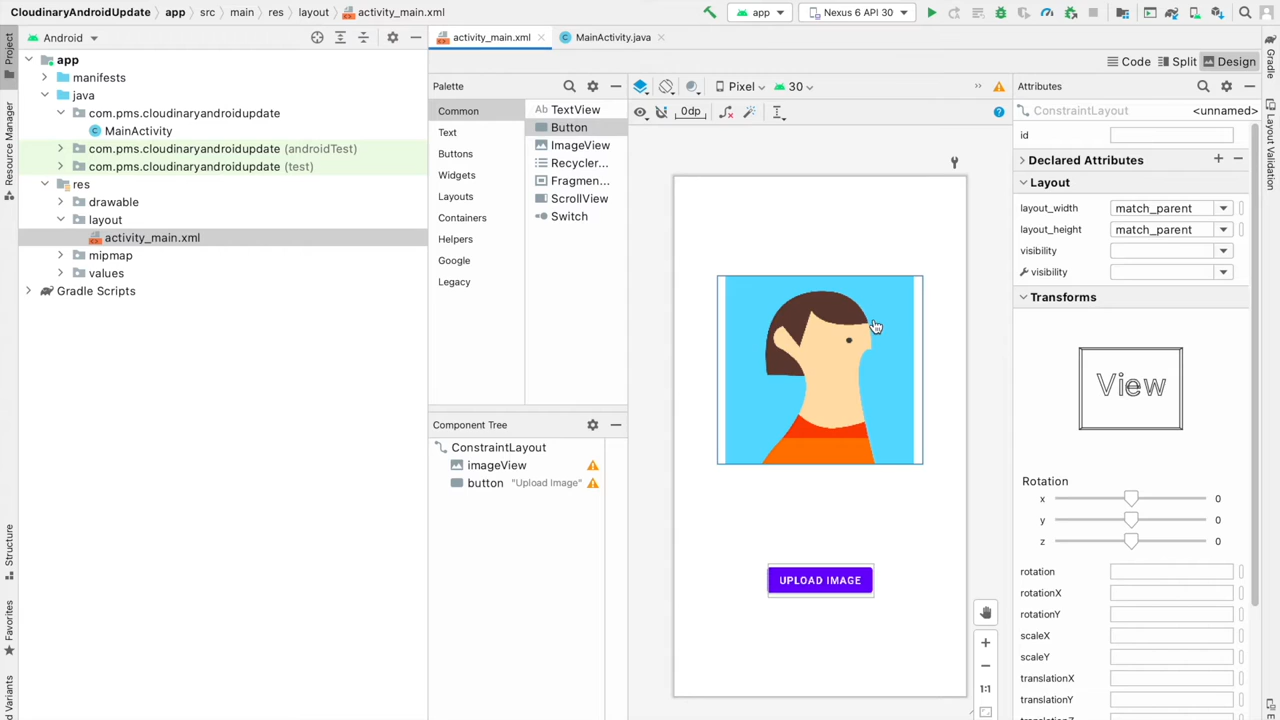 CloudinaryAndroidUpdate app src main res layout activity_main.xml app Nexus 6 API 30
Android activity_main.xml MainActivity.java
Code Split Design
Project
Resource Manager
Structure
Favorites
Variants
app
manifests
java
com.pms.cloudinaryandroidupdate
MainActivity
com.pms.cloudinaryandroidupdate (androidTest)
com.pms.cloudinaryandroidupdate (test)
res
drawable
layout
activity_main.xml
mipmap
values
Gradle Scripts
Palette
Common
Text
Buttons
Widgets
Layouts
Containers
Helpers
Google
Legacy
Ab TextView
Button
ImageView
Recycler...
Fragmen...
ScrollView
Switch
Component Tree
ConstraintLayout
imageView
button "Upload Image"
Pixel 30
0dp
UPLOAD IMAGE
1:1
Attributes
ConstraintLayout <unnamed>
id
Declared Attributes
Layout
layout_width match_parent
layout_height match_parent
visibility
visibility
Transforms
View
Rotation
x 0
y 0
z 0
rotation
rotationX
rotationY
scaleX
scaleY
translationX
translationY
Gradle
Layout Validation